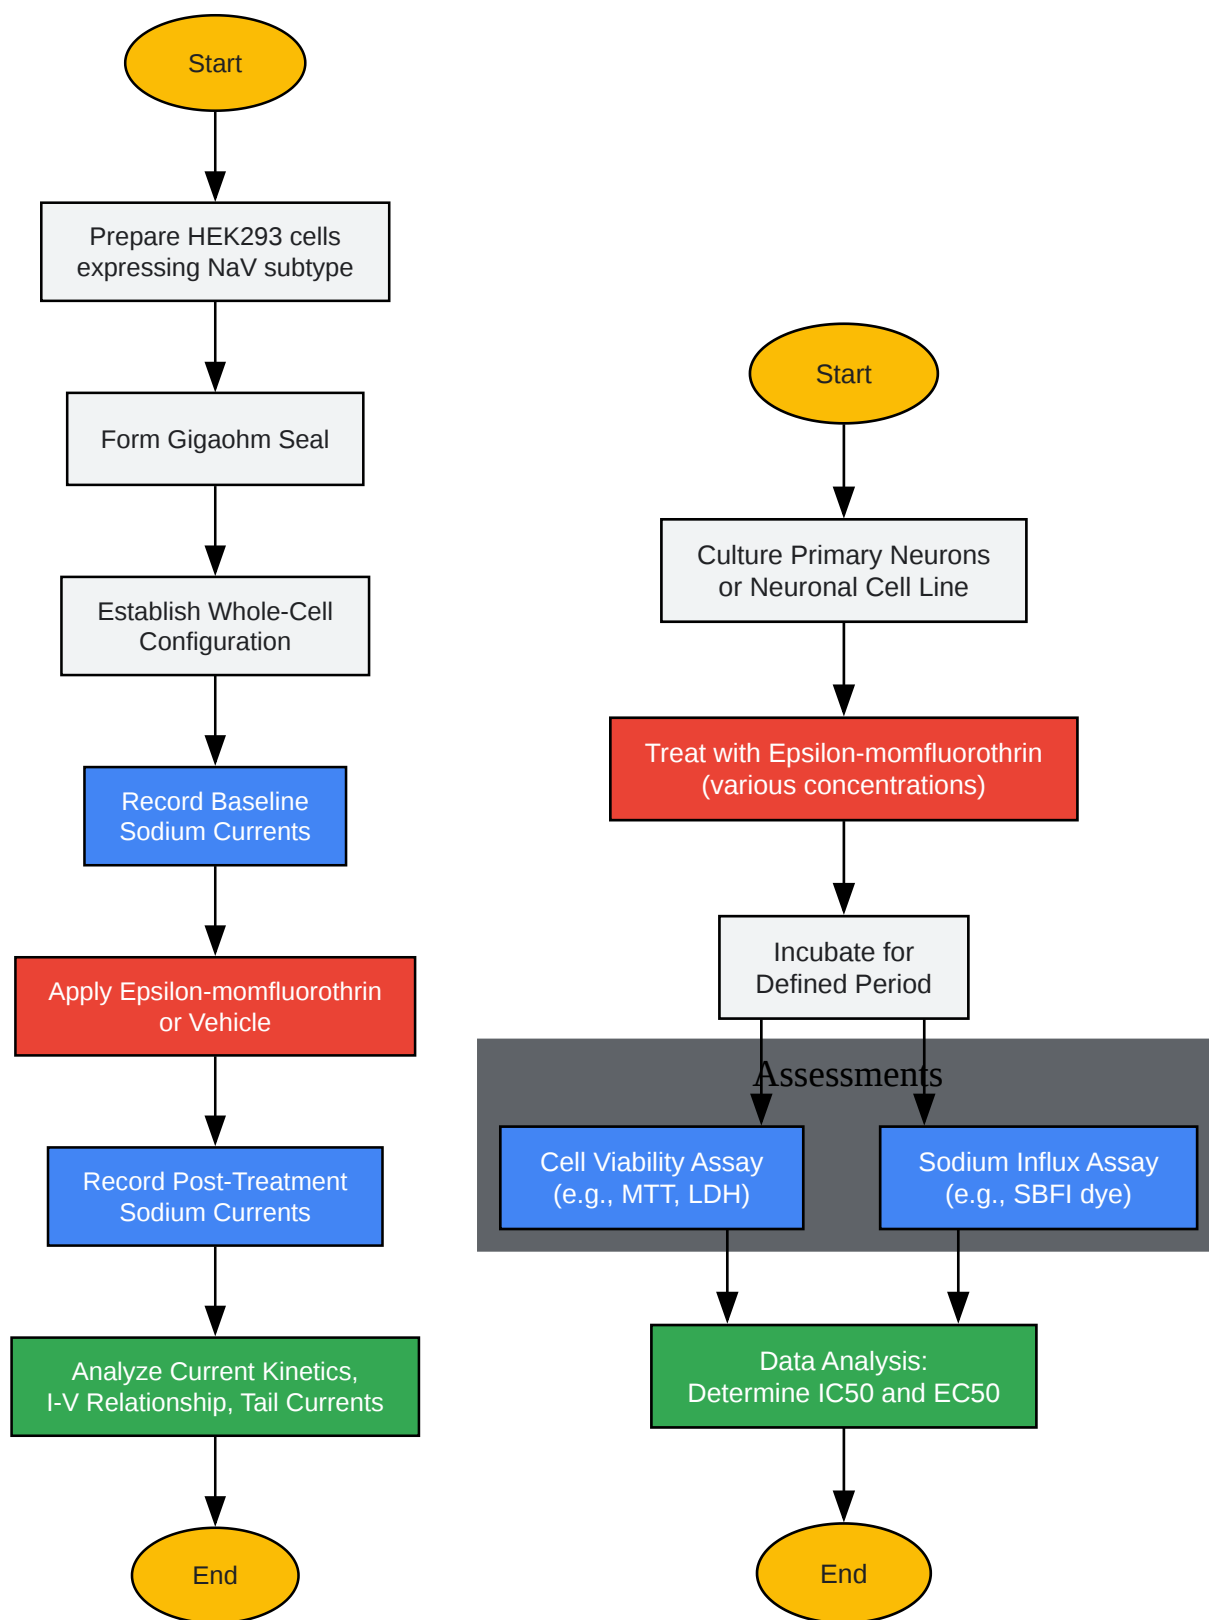 Start
Prepare HEK293 cells
expressing NaV subtype
Form Gigaohm Seal
Establish Whole-Cell
Configuration
Record Baseline
Sodium Currents
Apply Epsilon-momfluorothrin
or Vehicle
Record Post-Treatment
Sodium Currents
Analyze Current Kinetics,
I-V Relationship, Tail Currents
End
Start
Culture Primary Neurons
or Neuronal Cell Line
Treat with Epsilon-momfluorothrin
(various concentrations)
Incubate for
Defined Period
Assessments
Cell Viability Assay
(e.g., MTT, LDH)
Sodium Influx Assay
(e.g., SBFI dye)
Data Analysis:
Determine IC50 and EC50
End